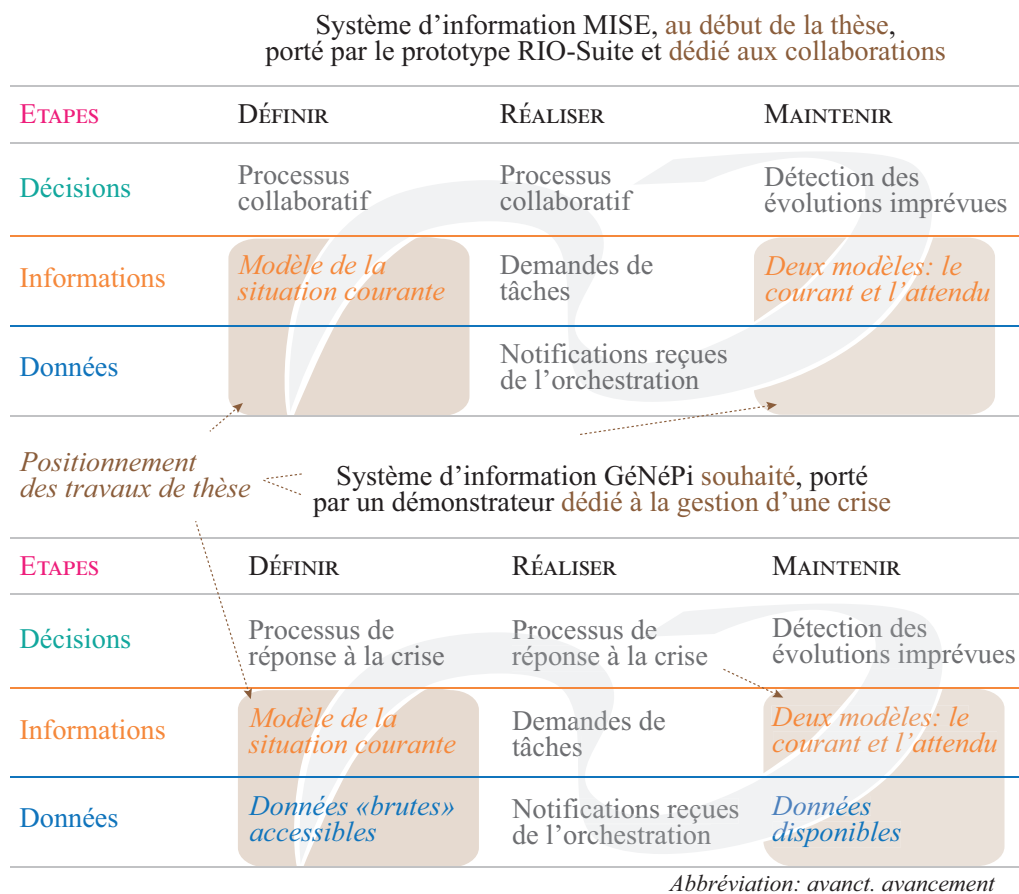 Système d'information MISE, au début de la thèse,
porté par le prototype RIO-Suite et dédié aux collaborations
ETAPES DÉFINIR RÉALISER MAINTENIR
Décisions
Processus
collaboratif
Processus
collaboratif
Détection des
évolutions imprévues
Informations
Modèle de la
situation courante
Demandes de
tâches
Deux modèles: le
courant et l'attendu
Données
Notifications reçues
de l'orchestration
Positionnement
des travaux de thèse
Système d'information GéNéPi souhaité, porté
par un démonstrateur dédié à la gestion d'une crise
ETAPES DÉFINIR RÉALISER MAINTENIR
Décisions
Processus de
réponse à la crise
Processus de
réponse à la crise
Détection des
évolutions imprévues
Informations
Modèle de la
situation courante
Demandes de
tâches
Deux modèles: le
courant et l'attendu
Données
Données «brutes»
accessibles
Notifications reçues
de l'orchestration
Données
disponibles
Abbréviation: avanct. avancement